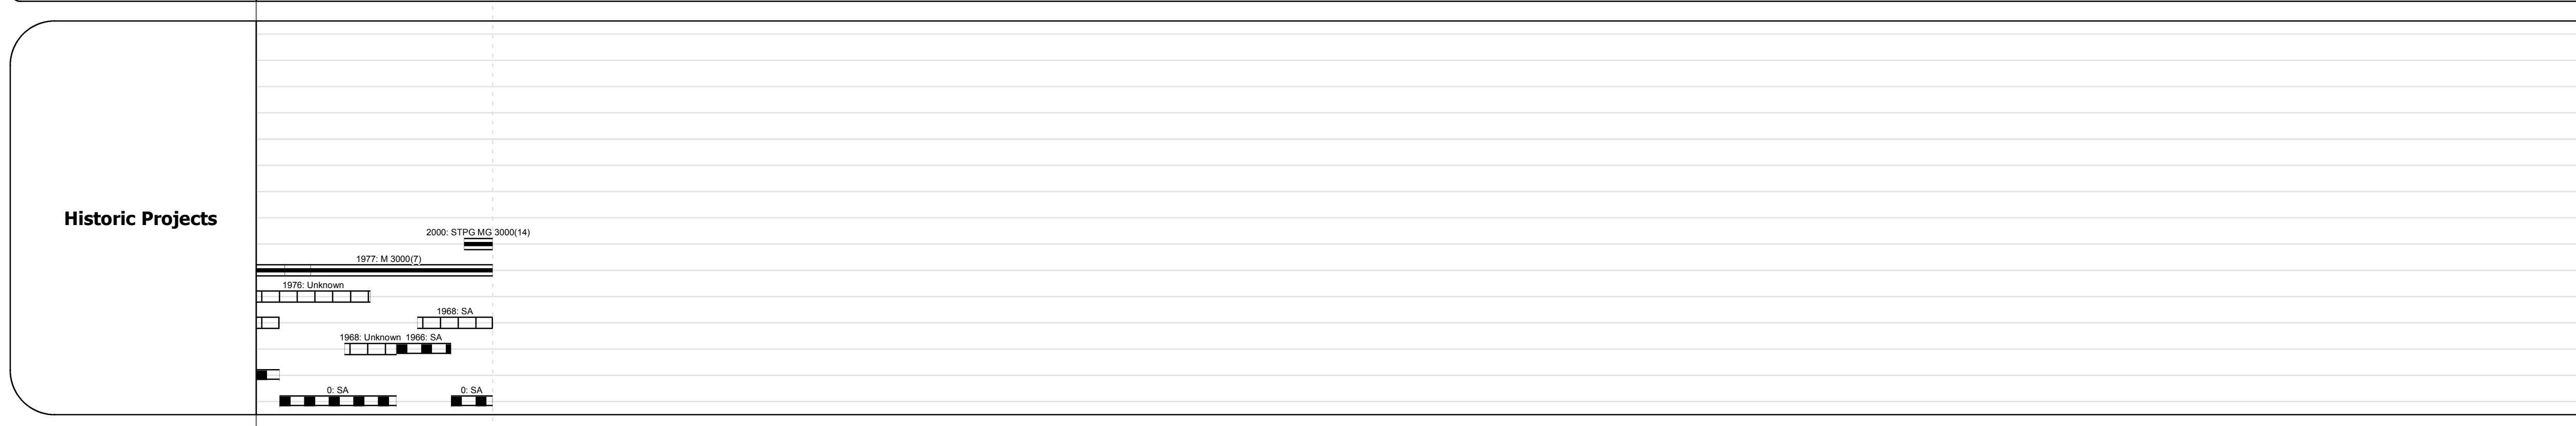 Historic Projects
2000: STPG MG 3000(14)
1977: M 3000(7)
1976: Unknown
1968: SA
1968: Unknown 1966: SA
0: SA 0: SA